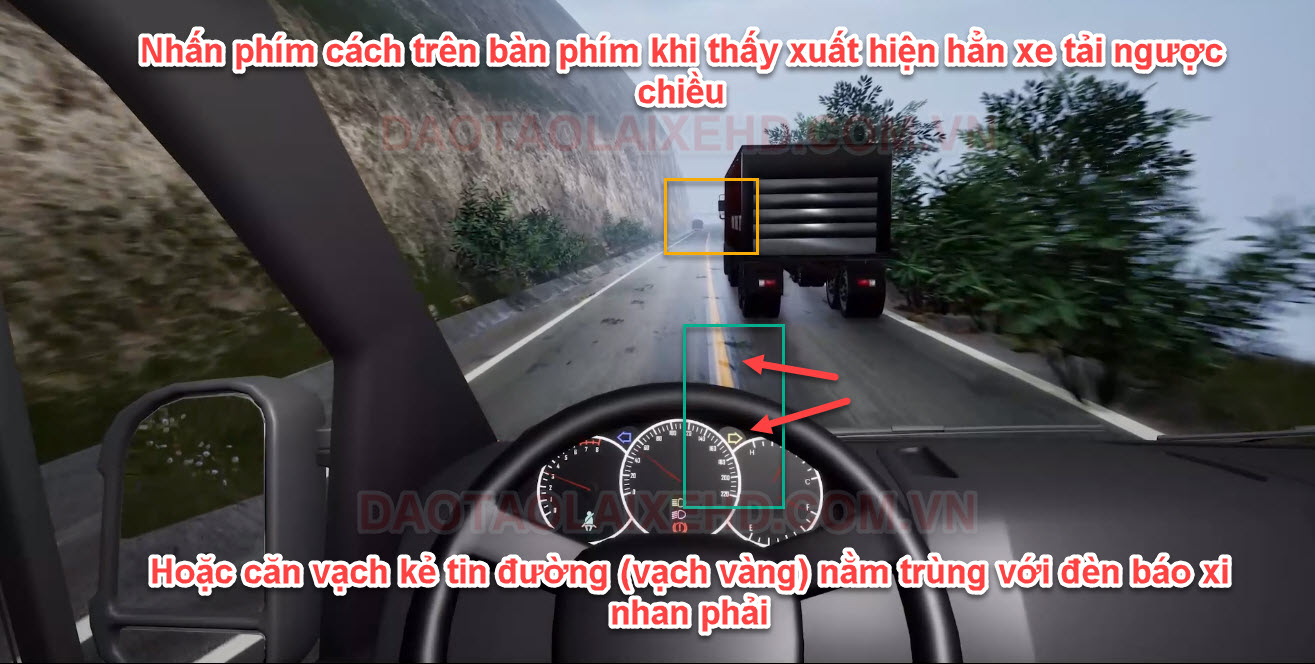 Nhấn phím cách trên bàn phím khi thấy xuất hiện hẳn xe tải ngược
chiều
DAOTAOLAIXEHD.COM.VN
DAOTAOLAIXEHD.COM.VN
Hoặc căn vạch kẻ tin đường (vạch vàng) nằm trùng với đèn báo xi
nhan phải